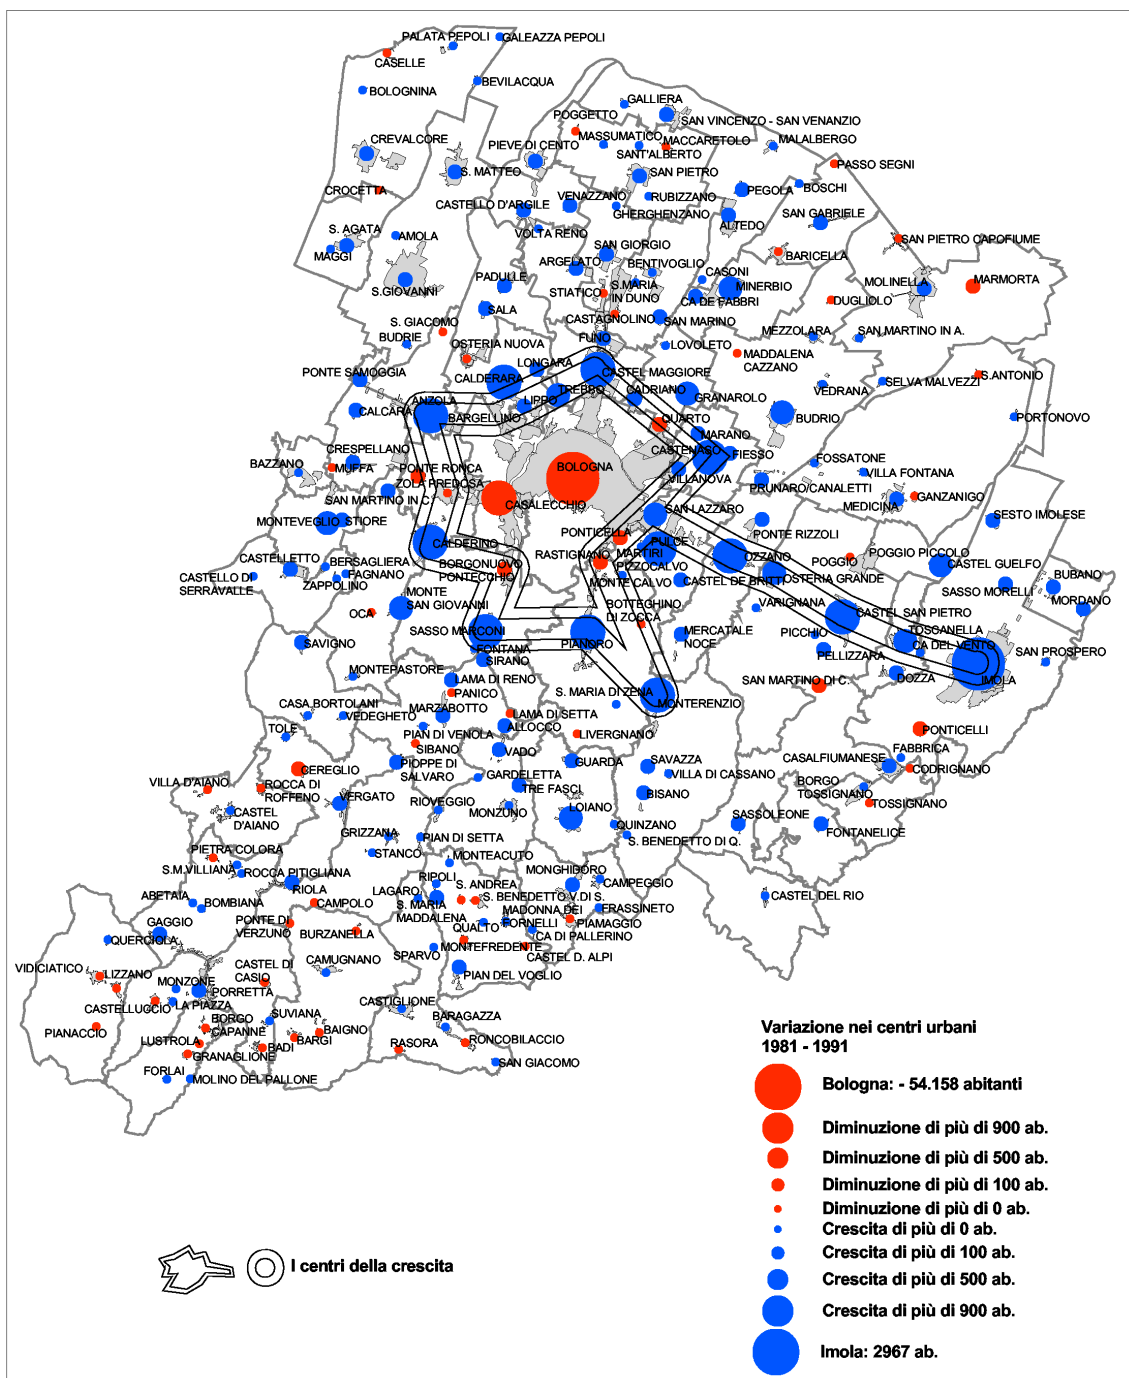 PALATA PEPOLI
GALEAZZA PEPOLI
CASELLE
BEVILACQUA
BOLOGNINA
GALLIERA
POGGETTO
SAN VINCENZO - SAN VENANZIO
MASSUMATICO
MACCARETOLO
MALALBERGO
CREVALCORE
PIEVE DI CENTO
SANT'ALBERTO
PASSO SEGNI
S. MATTEO
SAN PIETRO
CROCETTA
VENAZZANO
RUBIZZANO
PEGOLA
BOSCHI
CASTELLO D'ARGILE
GHERGHENZANO
SAN GABRIELE
ALTEDO
S. AGATA
AMOLA
VOLTA RENO
SAN GIORGIO
SAN PIETRO CAPOFIUME
MAGGI
ARGELATO
BENTIVOGLIO
BARICELLA
PADULLE
CASONI
MOLINELLA
MARMORTA
S.GIOVANNI
STIATICO
S.MARIA
IN DUNO
MINERBIO
CA DE FABBRI
DUGLIOLO
SALA
S. GIACOMO
CASTAGNOLINO
SAN MARINO
BUDRIE
OSTERIA NUOVA
FUNO
LOVOLETO
MEZZOLARA
SAN MARTINO IN A.
LONGARA
MADDALENA
CAZZANO
PONTE SAMOGGIA
CALDERARA
CASTEL MAGGIORE
S.ANTONIO
ANZOLA
TREBBO
CADRIANO
VEDRANA
SELVA MALVEZZI
LIPPO
GRANAROLO
CALCARA
BARGELLINO
QUARTO
BUDRIO
PORTONOVO
MARANO
CRESPELLANO
CASTENASO
FIESSO
BAZZANO
MUFFA
PONTE RONCA
BOLOGNA
FOSSATONE
ZOLA PREDOSA
VILLANOVA
VILLA FONTANA
SAN MARTINO IN C.
CASALECCHIO
PRUNARO/CANALETTI
MEDICINA
GANZANIGO
SAN LAZZARO
SESTO IMOLESE
MONTEVEGLIO
STIORE
PONTICELLA
PONTE RIZZOLI
CALDERINO
PULCE
RASTIGNANO
MARTIRI
PIZZOCALVO
OZZANO
POGGIO
POGGIO PICCOLO
CASTELLETTO
BERSAGLIERA
BORGONUOVO
PONTECCHIO
CASTEL GUELFO
CASTELLO DI
SERRAVALLE
FAGNANO
ZAPPOLINO
MONTE CALVO
CASTEL DE BRITTI
OSTERIA GRANDE
BUBANO
SASSO MORELLI
MORDANO
MONTE
SAN GIOVANNI
OCA
BOTTEGHINO
DI ZOCCA
VARIGNANA
CASTEL SAN PIETRO
SASSO MARCONI
PIANORO
MERCATALE
NOCE
PICCHIO
TOSCANELLA
SAVIGNO
FONTANA
SIRANO
PELLIZZARA
CA DEL VENTO
SAN PROSPERO
MONTEPASTORE
LAMA DI RENO
PANICO
S. MARIA DI ZENA
SAN MARTINO DI C.
DOZZA
IMOLA
MONTERENZIO
CASA BORTOLANI
VEDEGHETO
MARZABOTTO
LAMA DI SETTA
ALLOCCO
PIAN DI VENOLA
LIVERGNANO
PONTICELLI
TOLE
SIBANO
VADO
PIOPPE DI
SALVARO
GUARDA
SAVAZZA
FABBRICA
CASALFIUMANESE
CEREGLIO
VILLA DI CASSANO
CODRIGNANO
VILLA D'AIANO
ROCCA DI
ROFFENO
GARDELETTA
TRE FASCI
BISANO
BORGO
TOSSIGNANO
TOSSIGNANO
VERGATO
RIOVEGGIO
MONZUNO
LOIANO
CASTEL
D'AIANO
GRIZZANA
PIAN DI SETTA
QUINZANO
SASSOLEONE
FONTANELICE
S. BENEDETTO DI Q.
PIETRA COLORA
STANCO
MONTEACUTO
S.M.VILLIANA
ROCCA PITIGLIANA
MONGHIDORO
RIPOLI
S. ANDREA
CAMPEGGIO
ABETAIA
RIOLA
LAGARO
CASTEL DEL RIO
BOMBIANA
CAMPOLO
S. MARIA
MADDALENA
S. BENEDETTO V.DI S.
MADONNA DEI
FORNELLI
FRASSINETO
PIAMAGGIO
GAGGIO
PONTE DI
VERZUNO
BURZANELLA
QUALTO
CA DI PALLERINO
QUERCIOLA
SPARVO
MONTEFREDENTE
CASTEL D. ALPI
VIDICIATICO
LIZZANO
CASTEL DI
CASIO
CAMUGNANO
PIAN DEL VOGLIO
MONZONE
PORRETTA
CASTELLUCCIO
LA PIAZZA
CASTIGLIONE
PIANACCIO
BORGO
CAPANNE
SUVIANA
BARAGAZZA
LUSTROLA
BADI
BARGI
BAIGNO
RASORA
RONCOBILACCIO
GRANAGLIONE
SAN GIACOMO
FORLAI
MOLINO DEL PALLONE
Variazione nei centri urbani
1981 - 1991
Bologna: - 54.158 abitanti
Diminuzione di più di 900 ab.
Diminuzione di più di 500 ab.
Diminuzione di più di 100 ab.
Diminuzione di più di 0 ab.
Crescita di più di 0 ab.
Crescita di più di 100 ab.
Crescita di più di 500 ab.
Crescita di più di 900 ab.
Imola: 2967 ab.
I centri della crescita